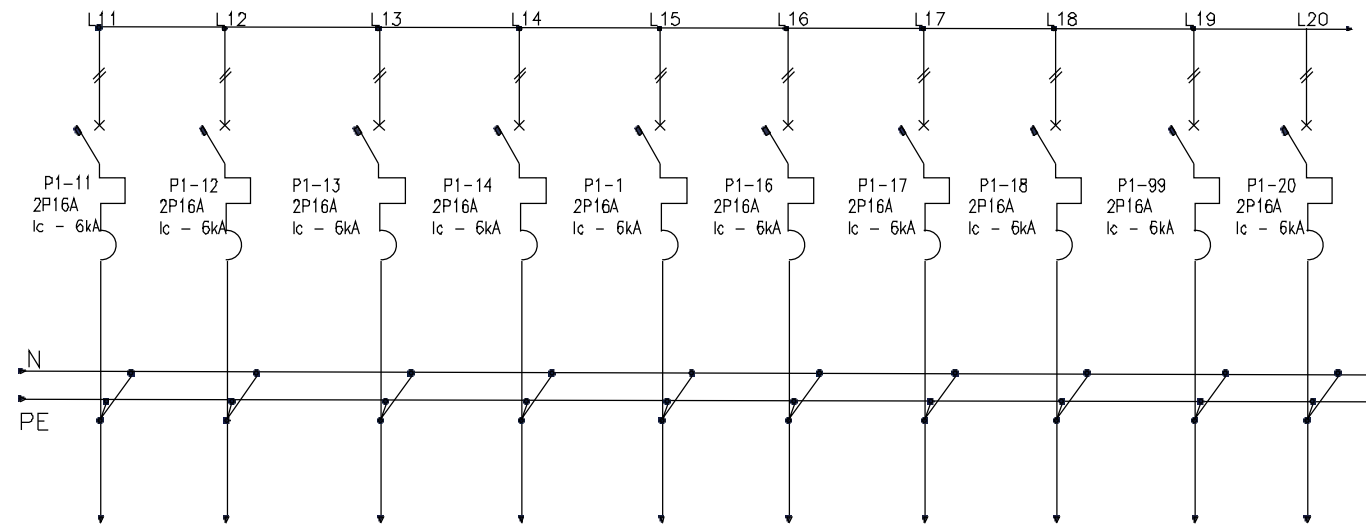 L11 L12 L13 L14 L15 L16 L17 L18 L19 L20
P1-11 P1-12 P1-13 P1-14 P1-1 P1-16 P1-17 P1-18 P1-99 P1-20
2P16A 2P16A 2P16A 2P16A 2P16A 2P16A 2P16A 2P16A 2P16A 2P16A
Ic - 6kA Ic - 6kA Ic - 6kA Ic - 6kA Ic - 6kA Ic - 6kA Ic - 6kA Ic - 6kA Ic - 6kA Ic - 6kA
N
PE